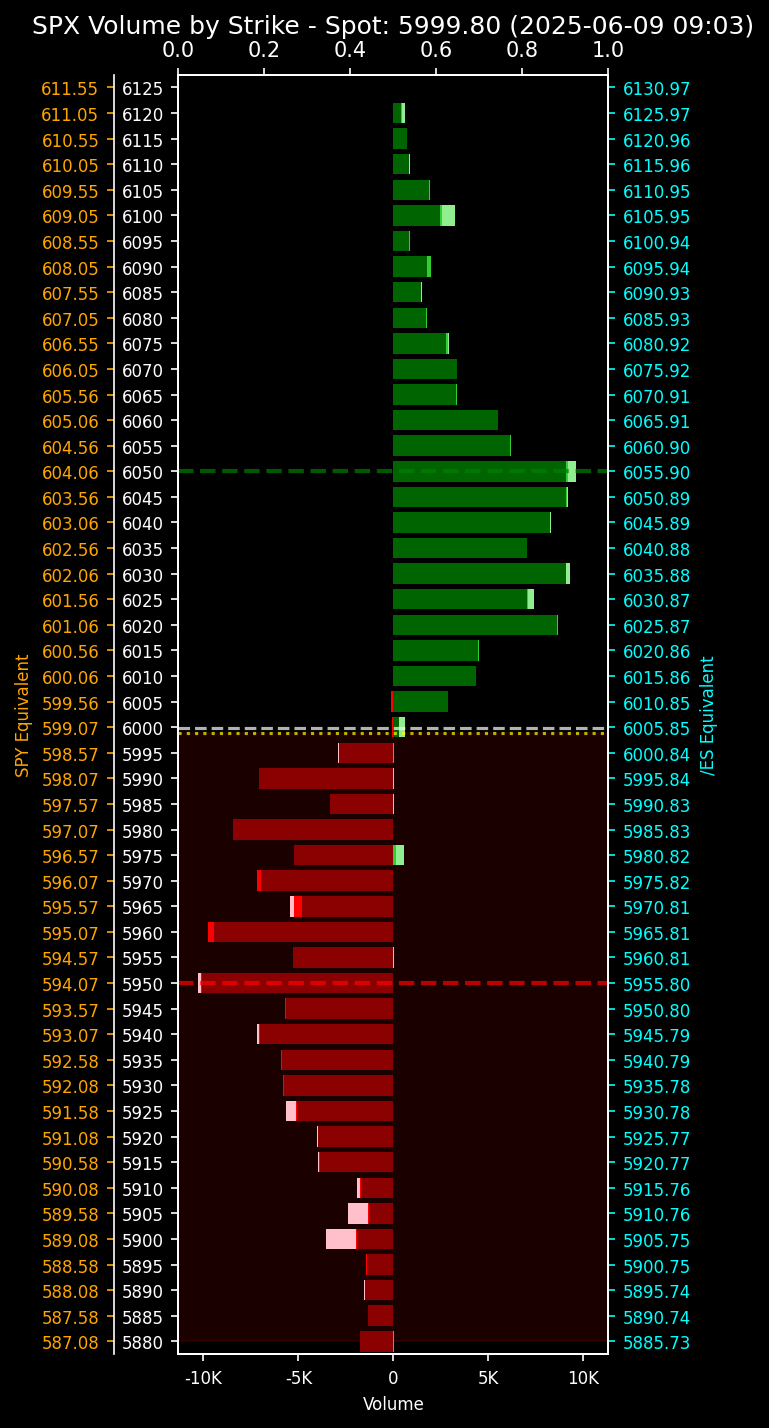 SPX Volume by Strike - Spot: 5999.80 (2025-06-09 09:03)
0.0 0.2 0.4 0.6 0.8 1.0
611.55 6125 6130.97
611.05 6120 6125.97
610.55 6115 6120.96
610.05 6110 6115.96
609.55 6105 6110.95
609.05 6100 6105.95
608.55 6095 6100.94
608.05 6090 6095.94
607.55 6085 6090.93
607.05 6080 6085.93
606.55 6075 6080.92
606.05 6070 6075.92
605.56 6065 6070.91
605.06 6060 6065.91
604.56 6055 6060.90
604.06 6050 6055.90
603.56 6045 6050.89
603.06 6040 6045.89
602.56 6035 6040.88
602.06 6030 6035.88
601.56 6025 6030.87
601.06 6020 6025.87
600.56 6015 6020.86
600.06 6010 6015.86
599.56 6005 6010.85
599.07 6000 6005.85
598.57 5995 6000.84
598.07 5990 5995.84
597.57 5985 5990.83
597.07 5980 5985.83
596.57 5975 5980.82
596.07 5970 5975.82
595.57 5965 5970.81
595.07 5960 5965.81
594.57 5955 5960.81
594.07 5950 5955.80
593.57 5945 5950.80
593.07 5940 5945.79
592.58 5935 5940.79
592.08 5930 5935.78
591.58 5925 5930.78
591.08 5920 5925.77
590.58 5915 5920.77
590.08 5910 5915.76
589.58 5905 5910.76
589.08 5900 5905.75
588.58 5895 5900.75
588.08 5890 5895.74
587.58 5885 5890.74
587.08 5880 5885.73
SPY Equivalent
/ES Equivalent
-10K -5K 0 5K 10K
Volume